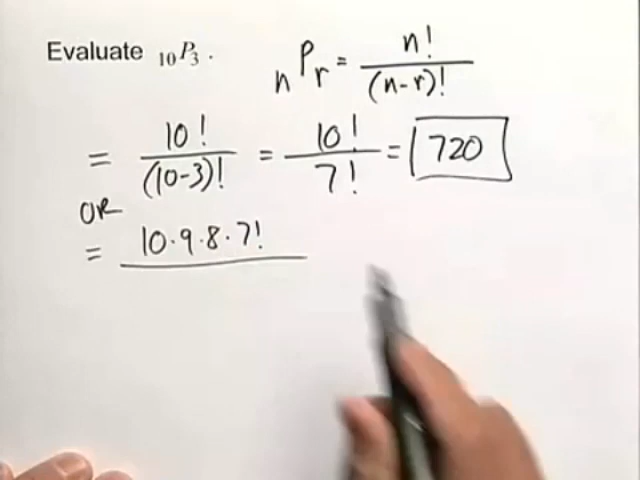 Evaluate ₁₀P₃. ₙPᵣ = n! / (n-r)!
= 10! / (10-3)! = 10! / 7! = 720
OR
= 10·9·8·7!